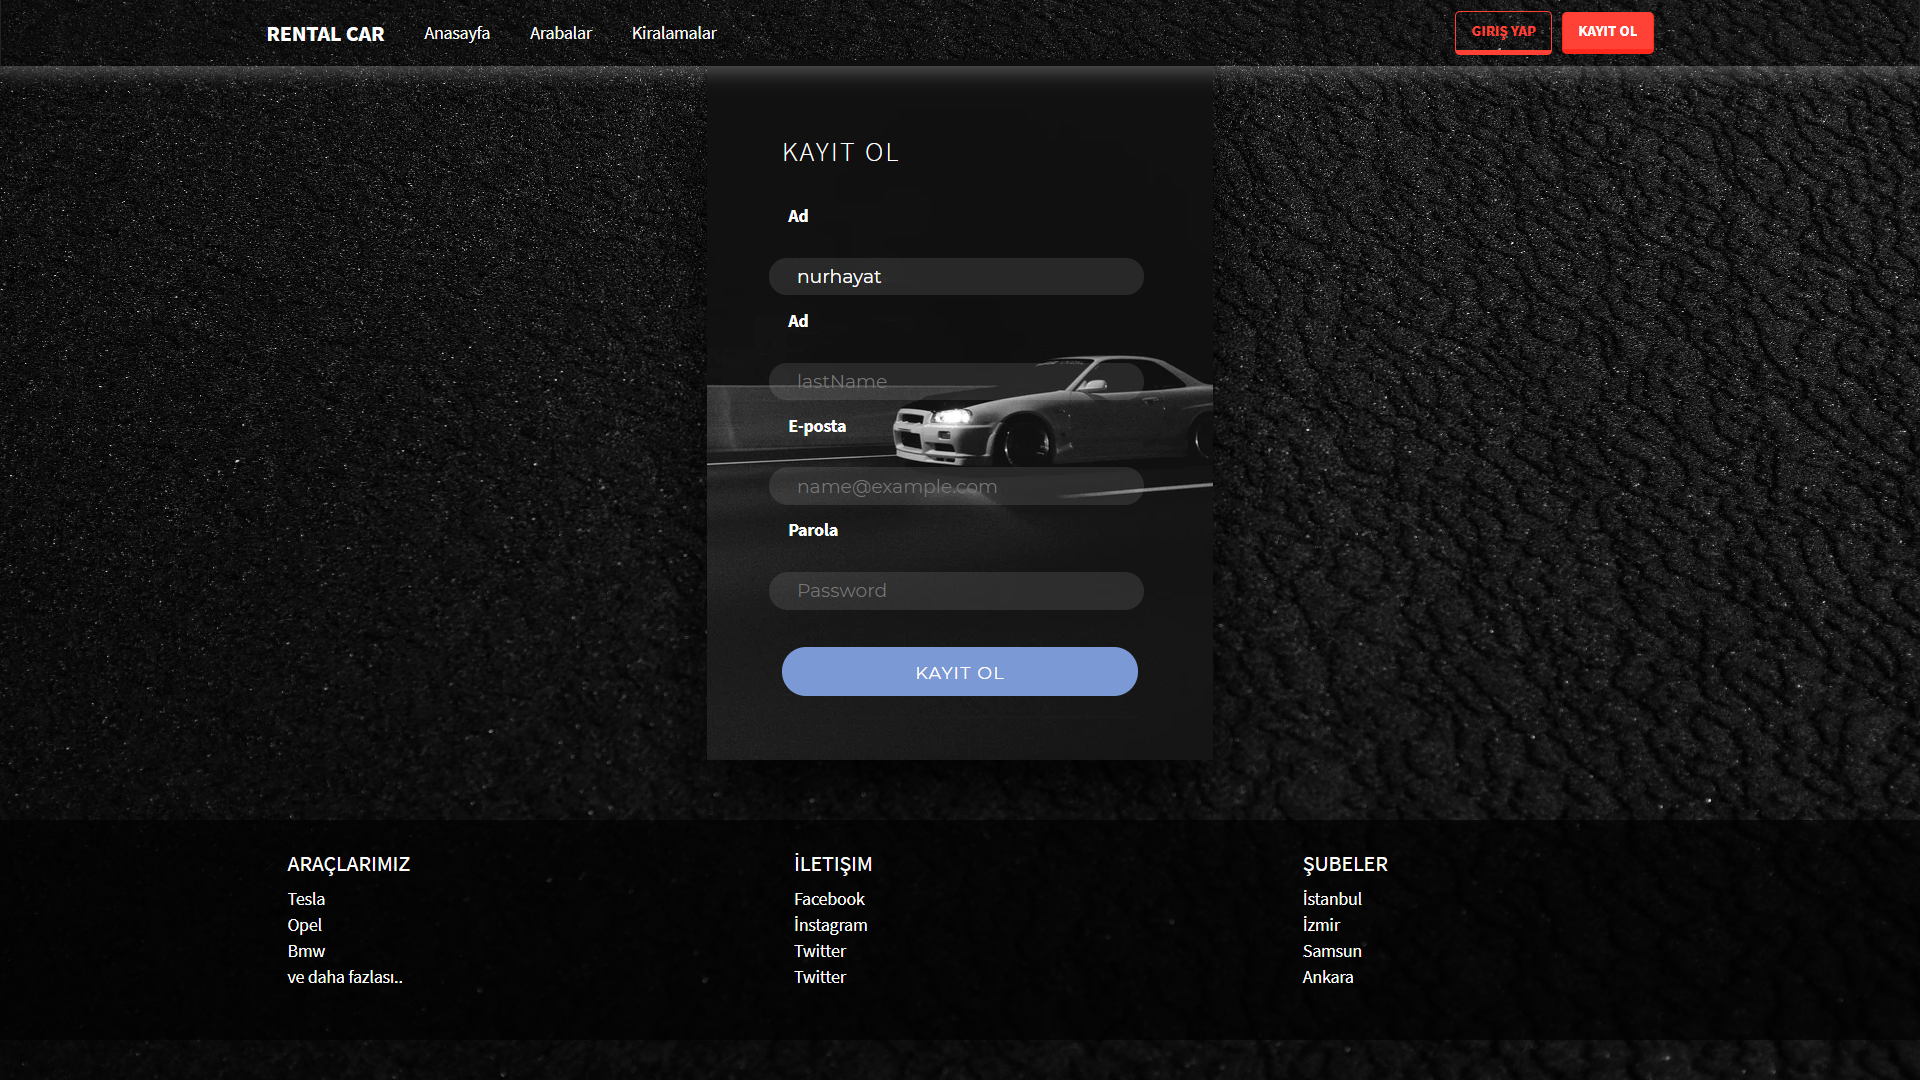 RENTAL CAR
Anasayfa
Arabalar
Kiralamalar
GIRIŞ YAP
KAYIT OL
KAYIT OL
Ad
nurhayat
Ad
lastName
E-posta
name@example.com
Parola
Password
KAYIT OL
ARAÇLARIMIZ
Tesla
Opel
Bmw
ve daha fazlası..
İLETIŞIM
Facebook
İnstagram
Twitter
Twitter
ŞUBELER
İstanbul
İzmir
Samsun
Ankara